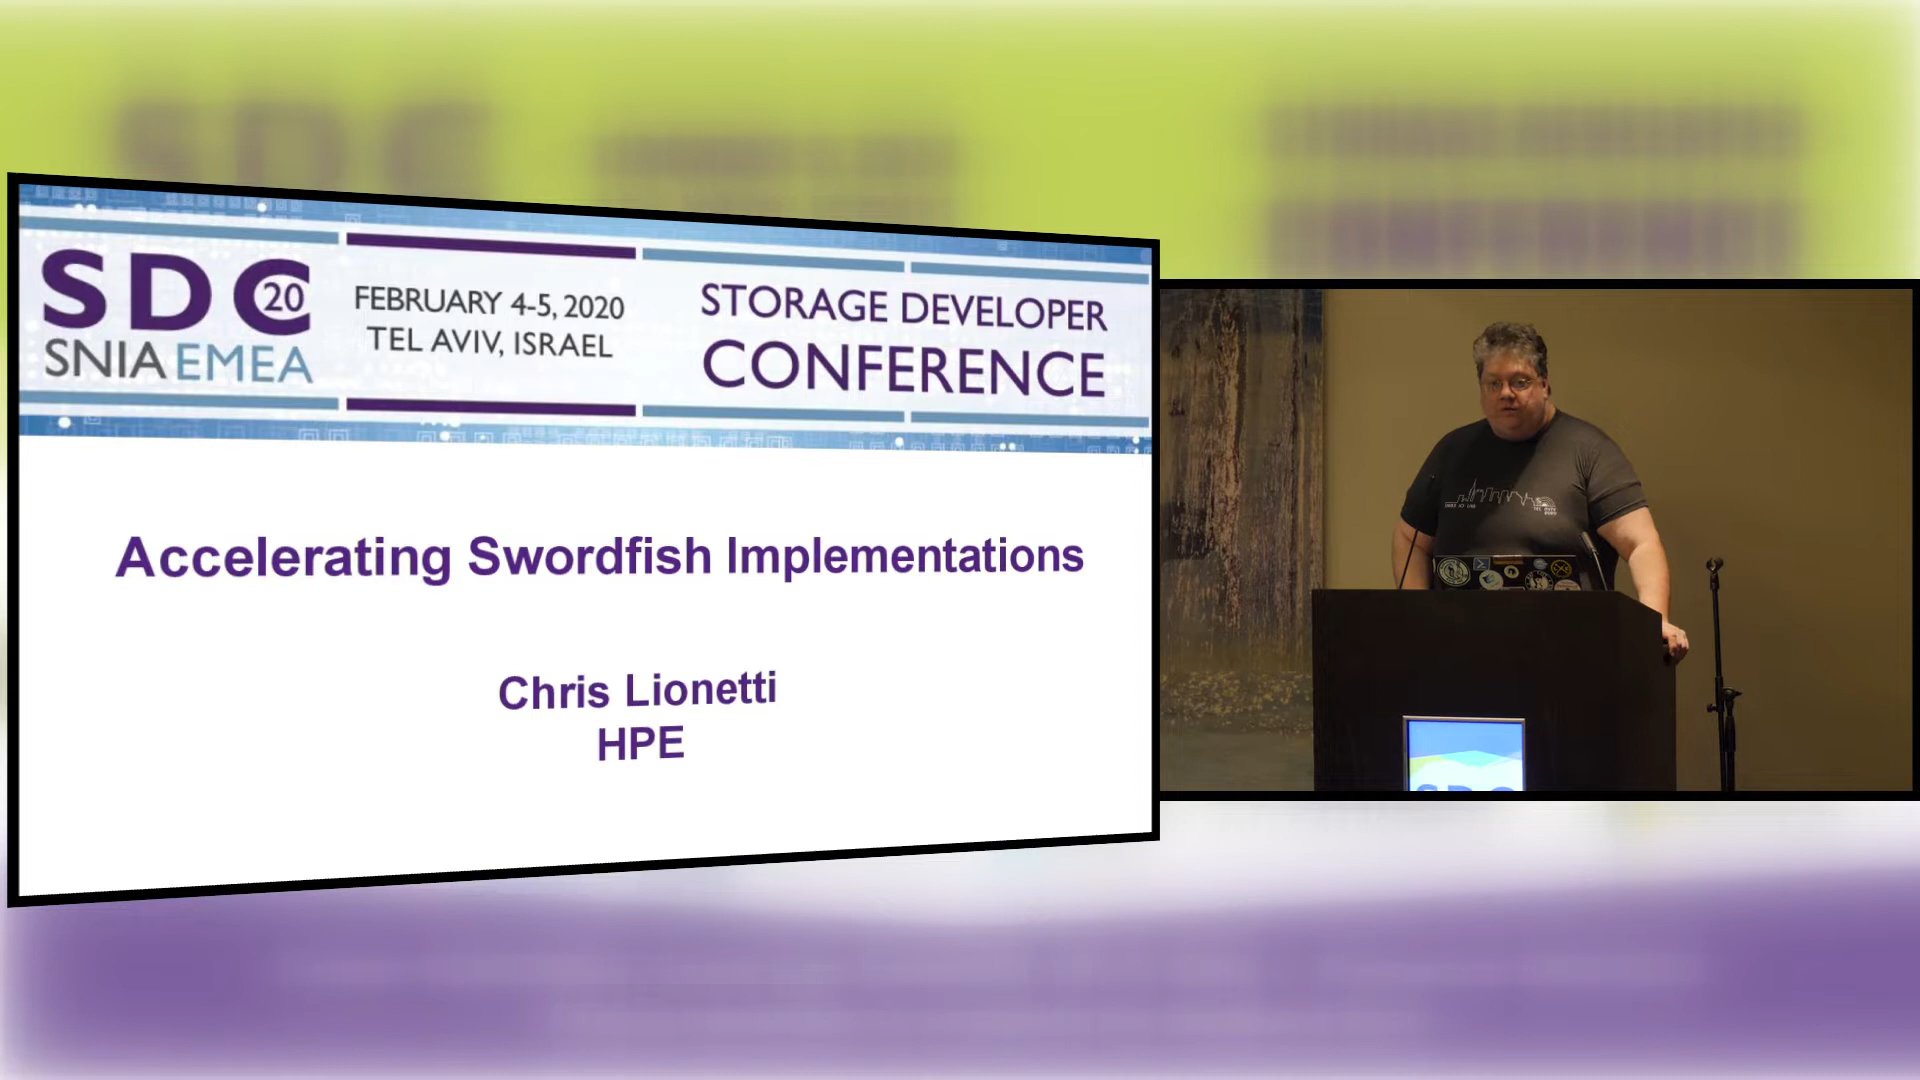 SDC
20
SNIA EMEA
FEBRUARY 4-5, 2020
TEL AVIV, ISRAEL
STORAGE DEVELOPER
CONFERENCE
Accelerating Swordfish Implementations
Chris Lionetti
HPE